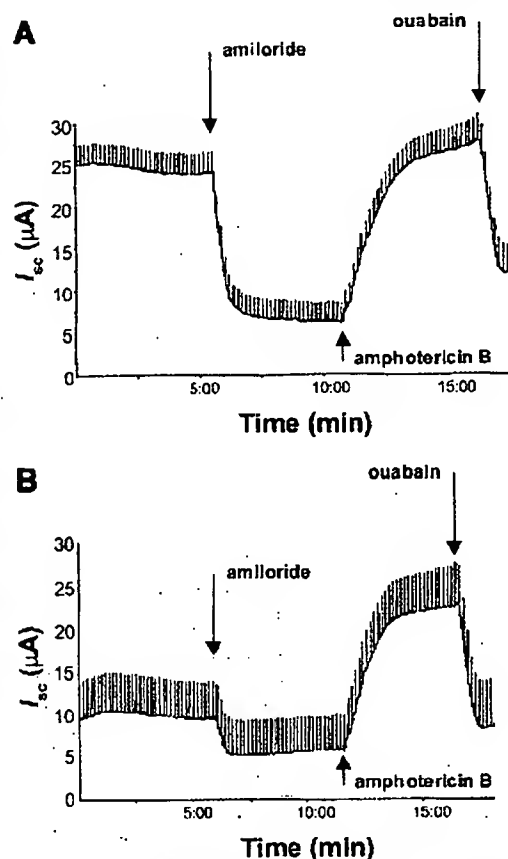 A
ouabain
amiloride
30
25
20
15
10
5
0
I sc (μA)
amphotericin B
5:00 10:00 15:00
Time (min)
B
ouabain
amiloride
30
25
20
15
10
5
0
I sc (μA)
amphotericin B
5:00 10:00 15:00
Time (min)